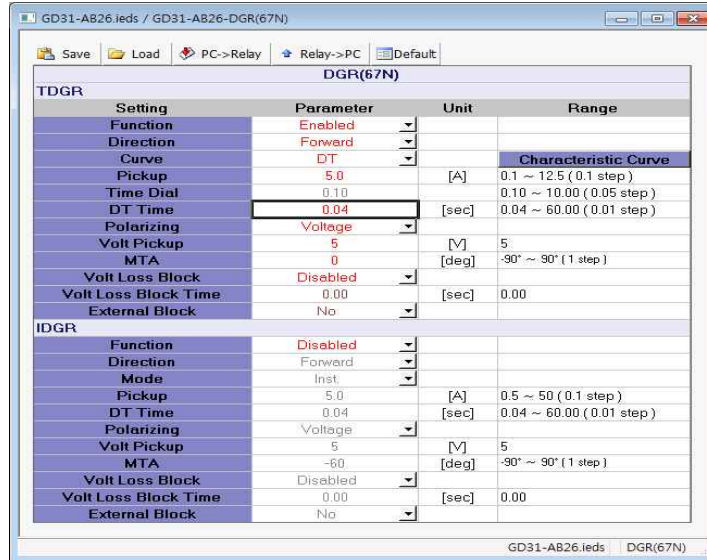 GD31-AB26.ieds / GD31-AB26-DGR(67N)
Save Load PC->Relay Relay->PC Default
DGR(67N)
TDGR
Setting Parameter Unit Range
Function Enabled
Direction Forward
Curve DT Characteristic Curve
Pickup 5.0 [A] 0.1 ~ 12.5 ( 0.1 step )
Time Dial 0.10 0.10 ~ 10.00 ( 0.05 step )
DT Time 0.04 [sec] 0.04 ~ 60.00 ( 0.01 step )
Polarizing Voltage
Volt Pickup 5 [V] 5
MTA 0 [deg] -90° ~ 90° ( 1 step )
Volt Loss Block Disabled
Volt Loss Block Time 0.00 [sec] 0.00
External Block No
IDGR
Function Disabled
Direction Forward
Mode Inst.
Pickup 5.0 [A] 0.5 ~ 50 ( 0.1 step )
DT Time 0.04 [sec] 0.04 ~ 60.00 ( 0.01 step )
Polarizing Voltage
Volt Pickup 5 [V] 5
MTA -60 [deg] -90° ~ 90° ( 1 step )
Volt Loss Block Disabled
Volt Loss Block Time 0.00 [sec] 0.00
External Block No
GD31-AB26.ieds DGR(67N)